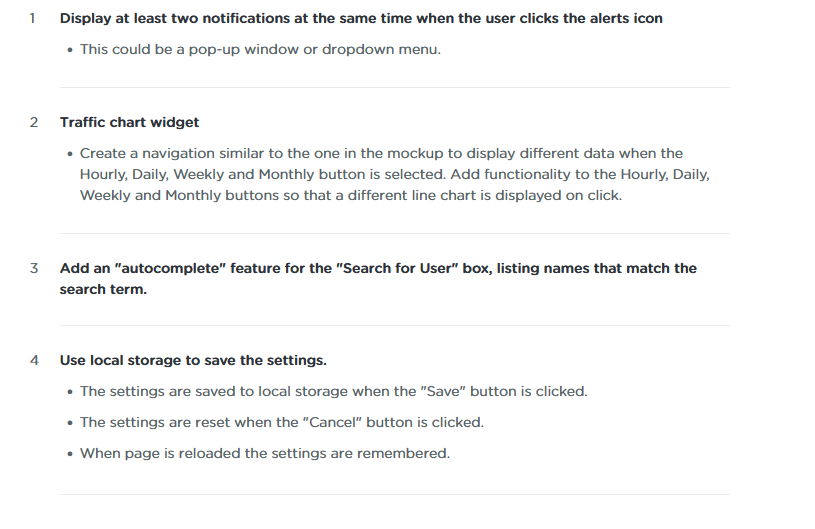 1 Display at least two notifications at the same time when the user clicks the alerts icon
• This could be a pop-up window or dropdown menu.
2 Traffic chart widget
• Create a navigation similar to the one in the mockup to display different data when the
Hourly, Daily, Weekly and Monthly button is selected. Add functionality to the Hourly, Daily,
Weekly and Monthly buttons so that a different line chart is displayed on click.
3 Add an "autocomplete" feature for the "Search for User" box, listing names that match the
search term.
4 Use local storage to save the settings.
• The settings are saved to local storage when the "Save" button is clicked.
• The settings are reset when the "Cancel" button is clicked.
• When page is reloaded the settings are remembered.